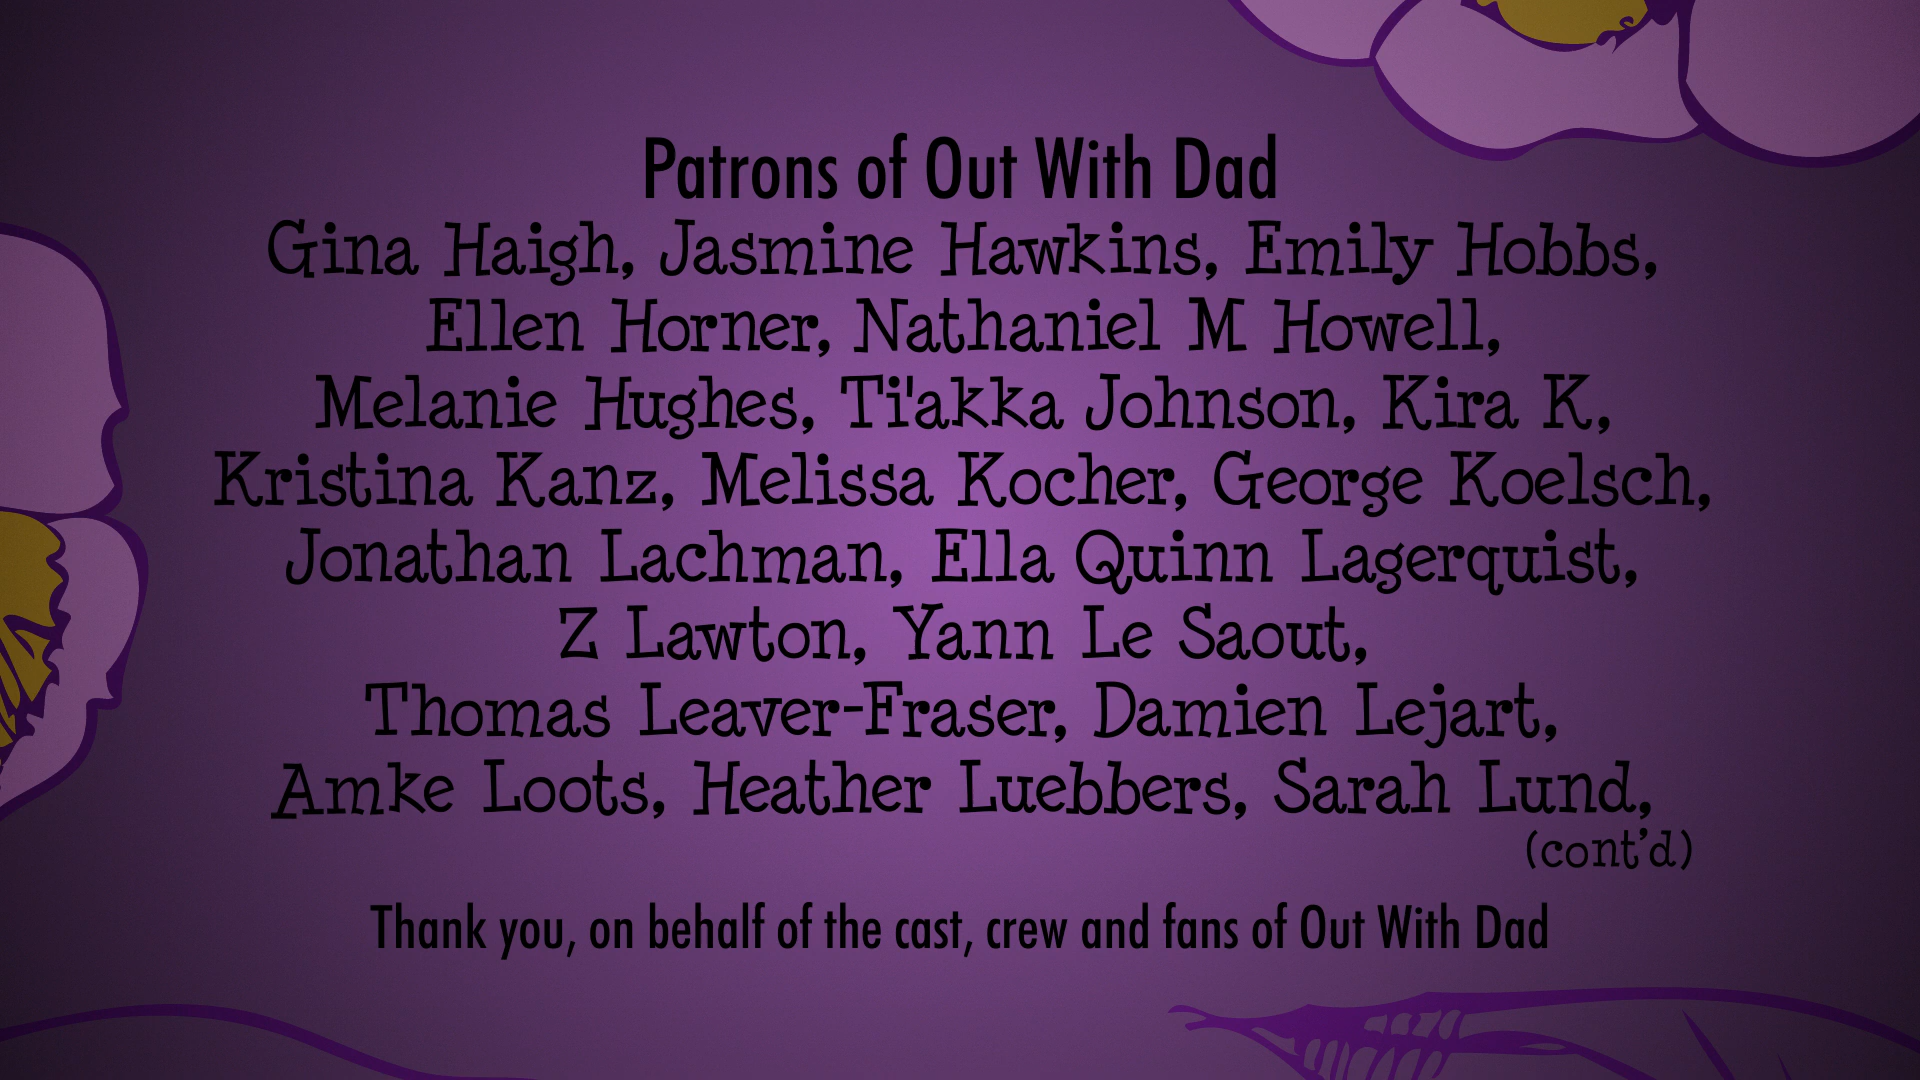 Patrons of Out With Dad
Gina Haigh, Jasmine Hawkins, Emily Hobbs,
Ellen Horner, Nathaniel M Howell,
Melanie Hughes, Ti'akka Johnson, Kira K,
Kristina Kanz, Melissa Kocher, George Koelsch,
Jonathan Lachman, Ella Quinn Lagerquist,
Z Lawton, Yann Le Saout,
Thomas Leaver-Fraser, Damien Lejart,
Amke Loots, Heather Luebbers, Sarah Lund,
(cont’d)
Thank you, on behalf of the cast, crew and fans of Out With Dad